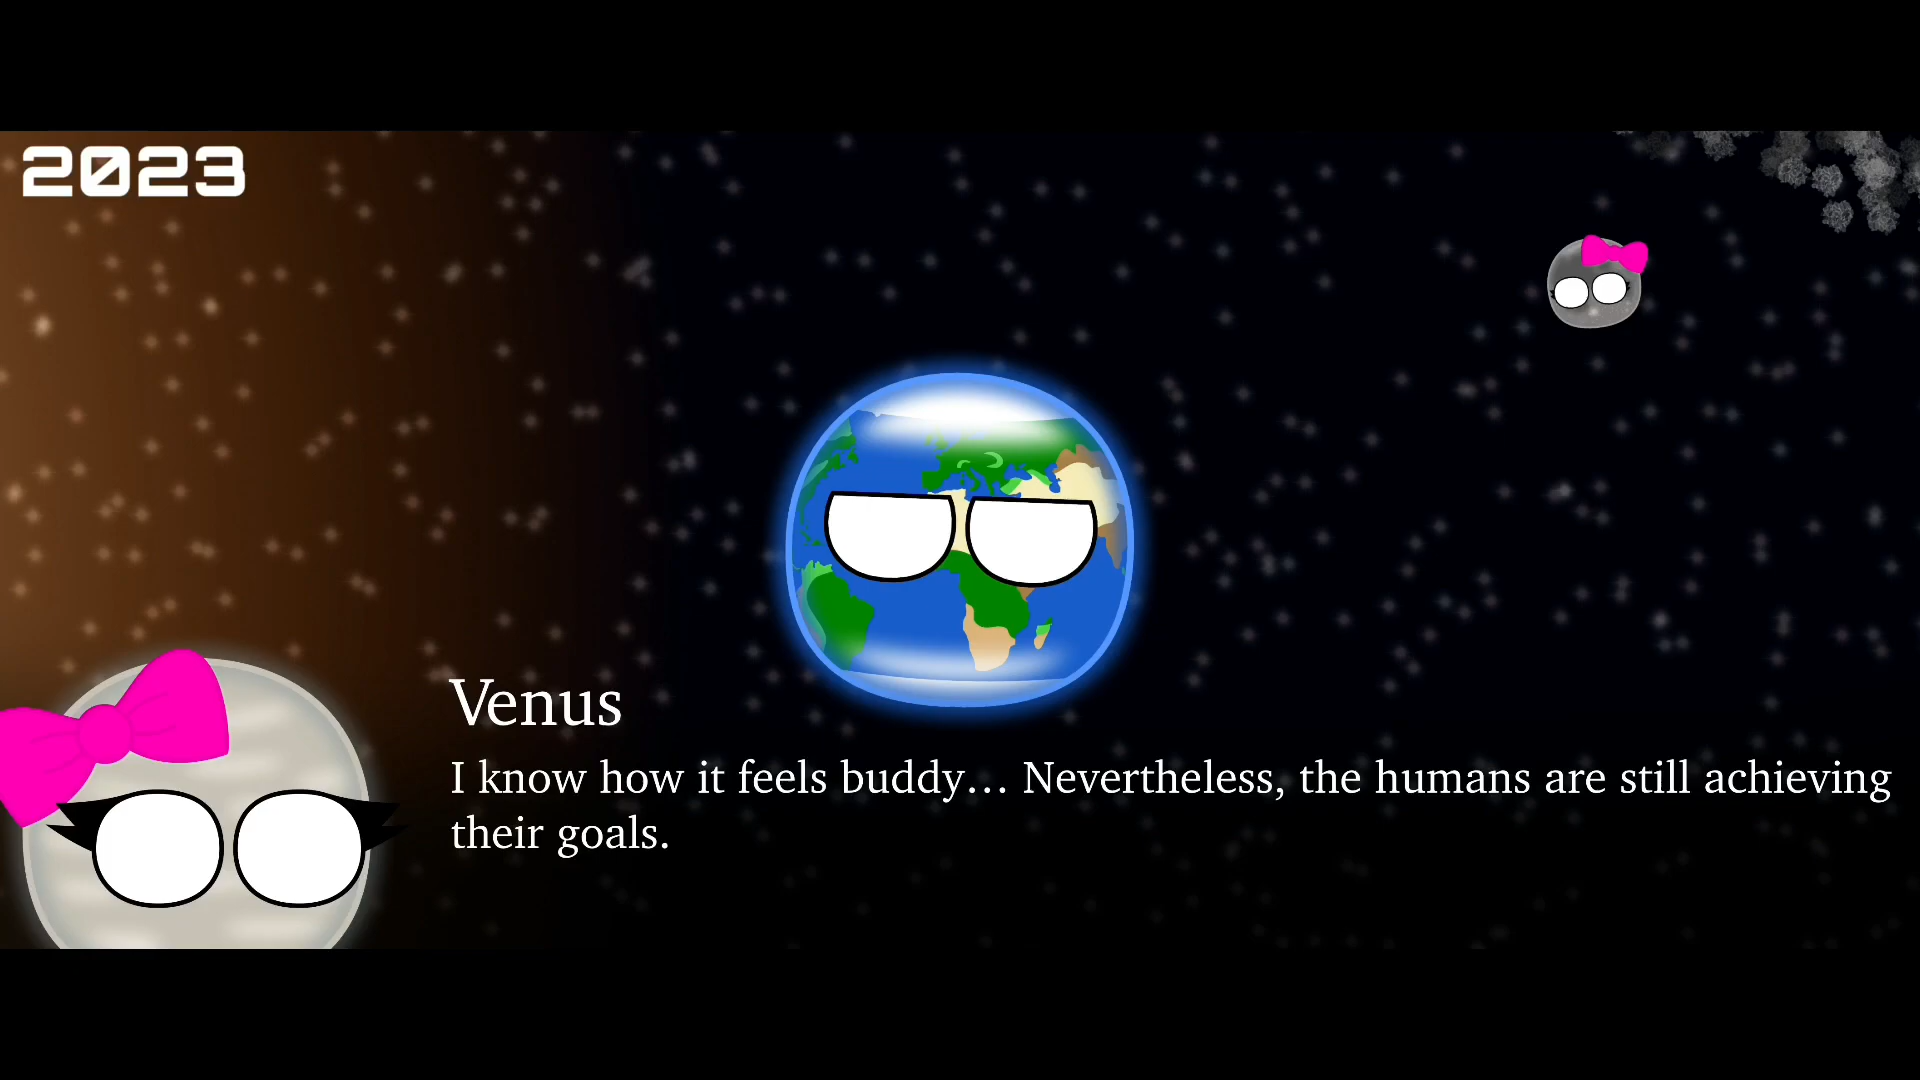 2023
Venus
I know how it feels buddy... Nevertheless, the humans are still achieving
their goals.